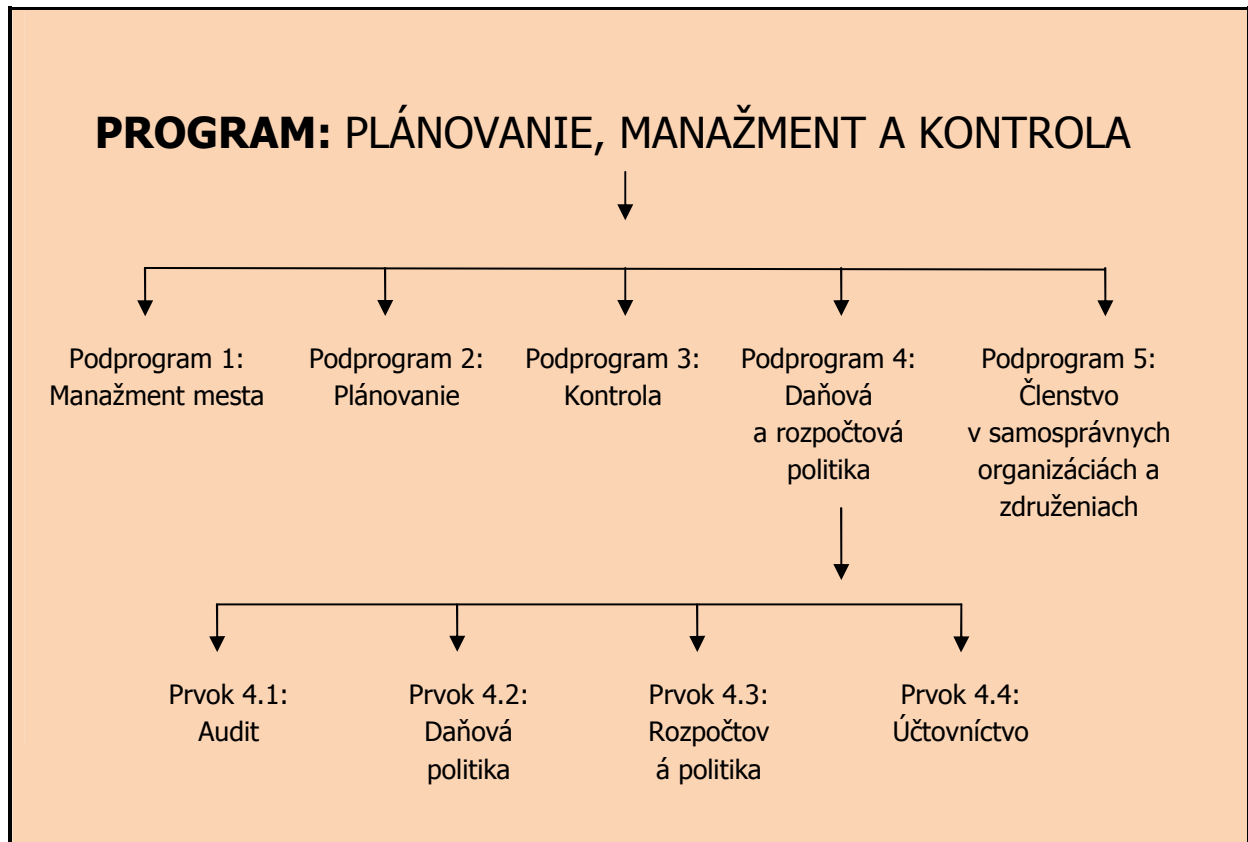 PROGRAM: PLÁNOVANIE, MANAŽMENT A KONTROLA
Podprogram 1:
Manažment mesta
Podprogram 2:
Plánovanie
Podprogram 3:
Kontrola
Podprogram 4:
Daňová
a rozpočtová
politika
Podprogram 5:
Členstvo
v samosprávnych
organizáciách a
združeniach
Prvok 4.1:
Audit
Prvok 4.2:
Daňová
politika
Prvok 4.3:
Rozpočtov
á politika
Prvok 4.4:
Účtovníctvo